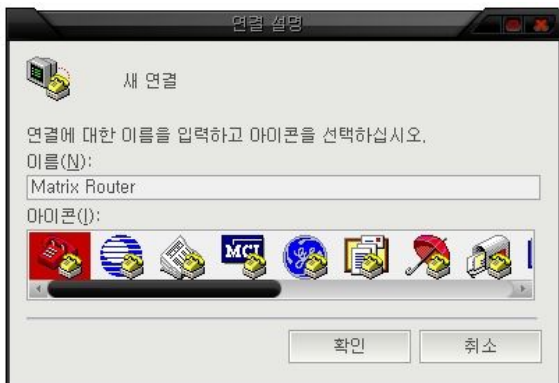 연결 설명
새 연결
연결에 대한 이름을 입력하고 아이콘을 선택하십시오.
이름(N):
Matrix Router
아이콘(I):
MCI
확인
취소